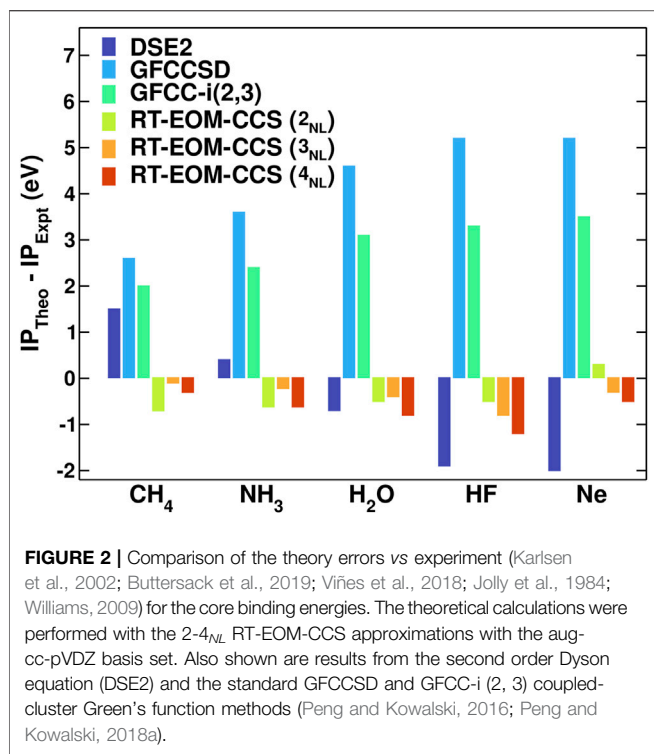 7
6
5
4
3
2
1
0
-1
-2
IP_Theo - IP_Expt (eV)
DSE2
GFCCSD
GFCC-i(2,3)
RT-EOM-CCS (2_NL)
RT-EOM-CCS (3_NL)
RT-EOM-CCS (4_NL)
CH4 NH3 H2O HF Ne
FIGURE 2 | Comparison of the theory errors vs experiment (Karlsen
et al., 2002; Buttersack et al., 2019; Viñes et al., 2018; Jolly et al., 1984;
Williams, 2009) for the core binding energies. The theoretical calculations were
performed with the 2-4NL RT-EOM-CCS approximations with the aug-
cc-pVDZ basis set. Also shown are results from the second order Dyson
equation (DSE2) and the standard GFCCSD and GFCC-i (2, 3) coupled-
cluster Green's function methods (Peng and Kowalski, 2016; Peng and
Kowalski, 2018a).